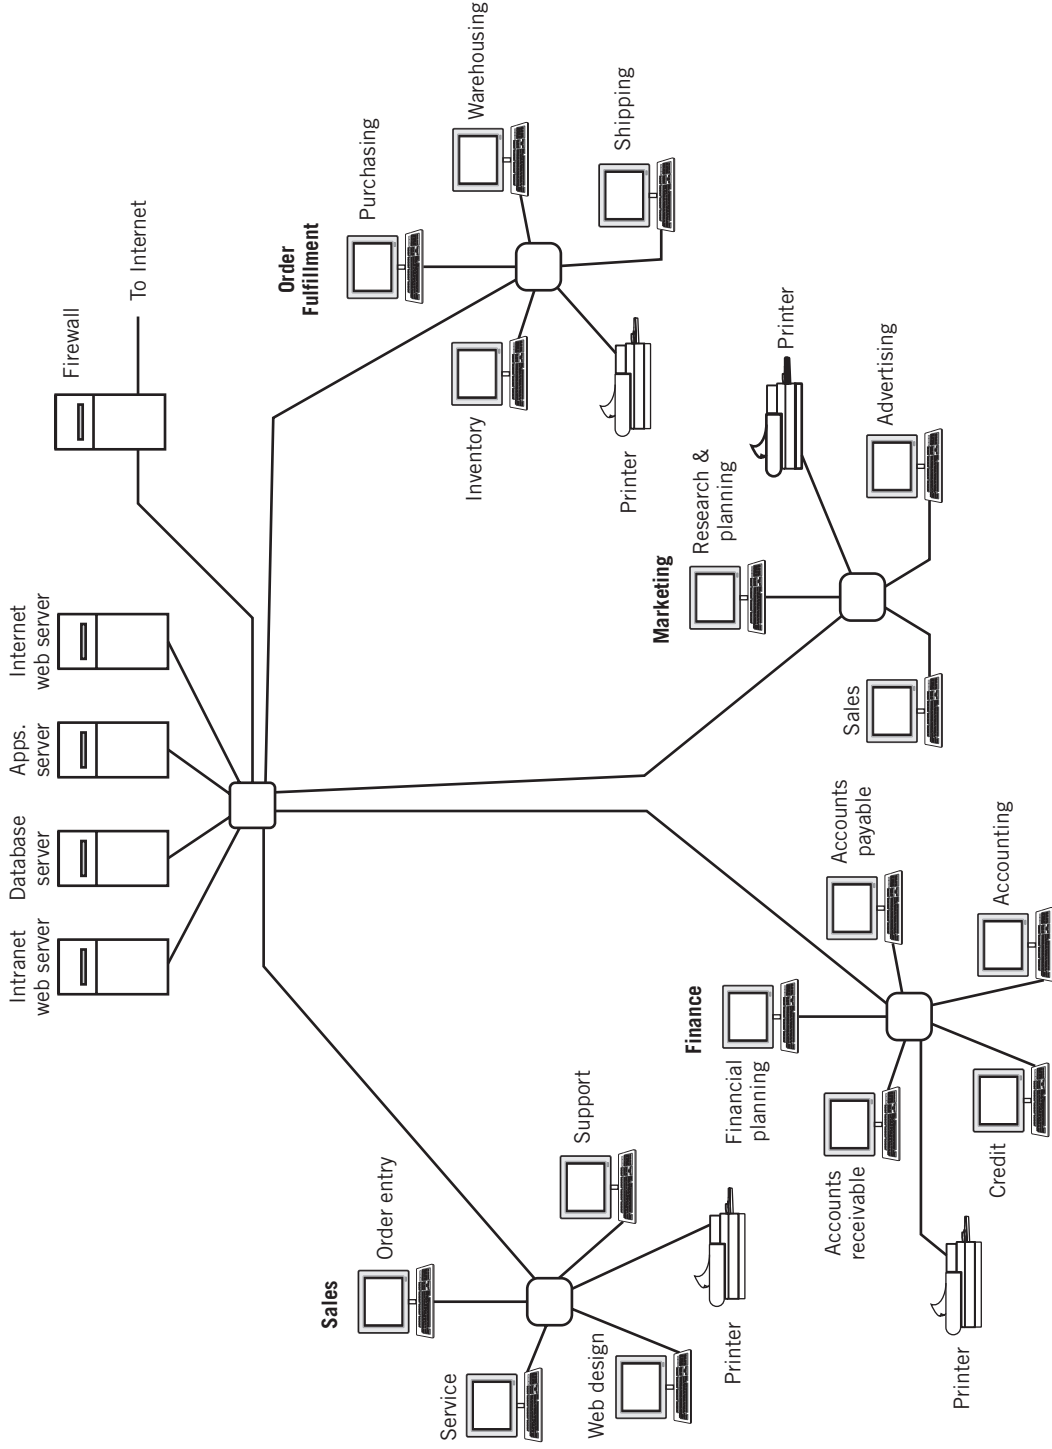 Intranet
web server
Database
server
Apps.
server
Internet
web server
Firewall
To Internet
Sales
Order entry
Service
Support
Web design
Printer
Finance
Financial
planning
Accounts
receivable
Accounts
payable
Credit
Accounting
Printer
Marketing
Research &
planning
Sales
Advertising
Printer
Order
Fulfillment
Purchasing
Inventory
Warehousing
Printer
Shipping